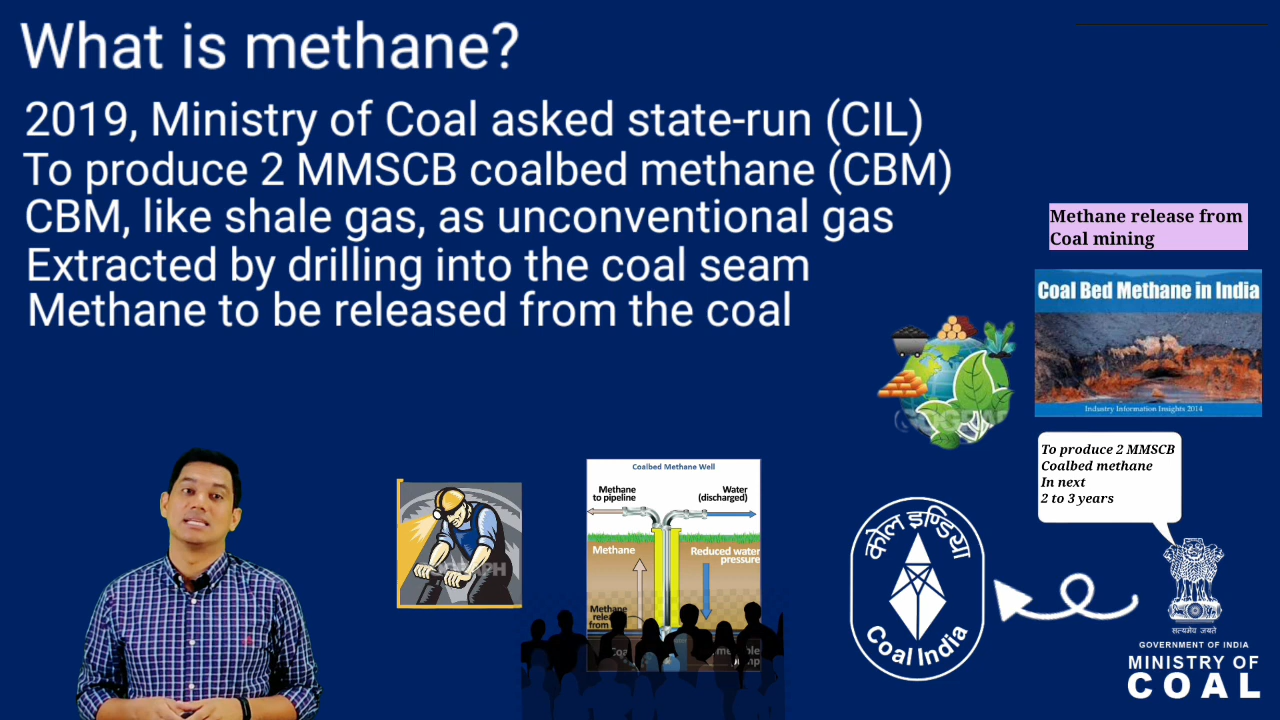 What is methane?
2019, Ministry of Coal asked state-run (CIL)
To produce 2 MMSCB coalbed methane (CBM)
CBM, like shale gas, as unconventional gas
Extracted by drilling into the coal seam
Methane to be released from the coal
Methane release from
Coal mining
Coal Bed Methane in India
Industry Information Insights 2014
To produce 2 MMSCB
Coalbed methane
In next
2 to 3 years
Coalbed Methane Well
Methane
to pipeline
Water
(discharged)
Methane
Reduced water
pressure
Methane
from
कोल इण्डिया
Coal India
सत्यमेव जयते
GOVERNMENT OF INDIA
MINISTRY OF
COAL